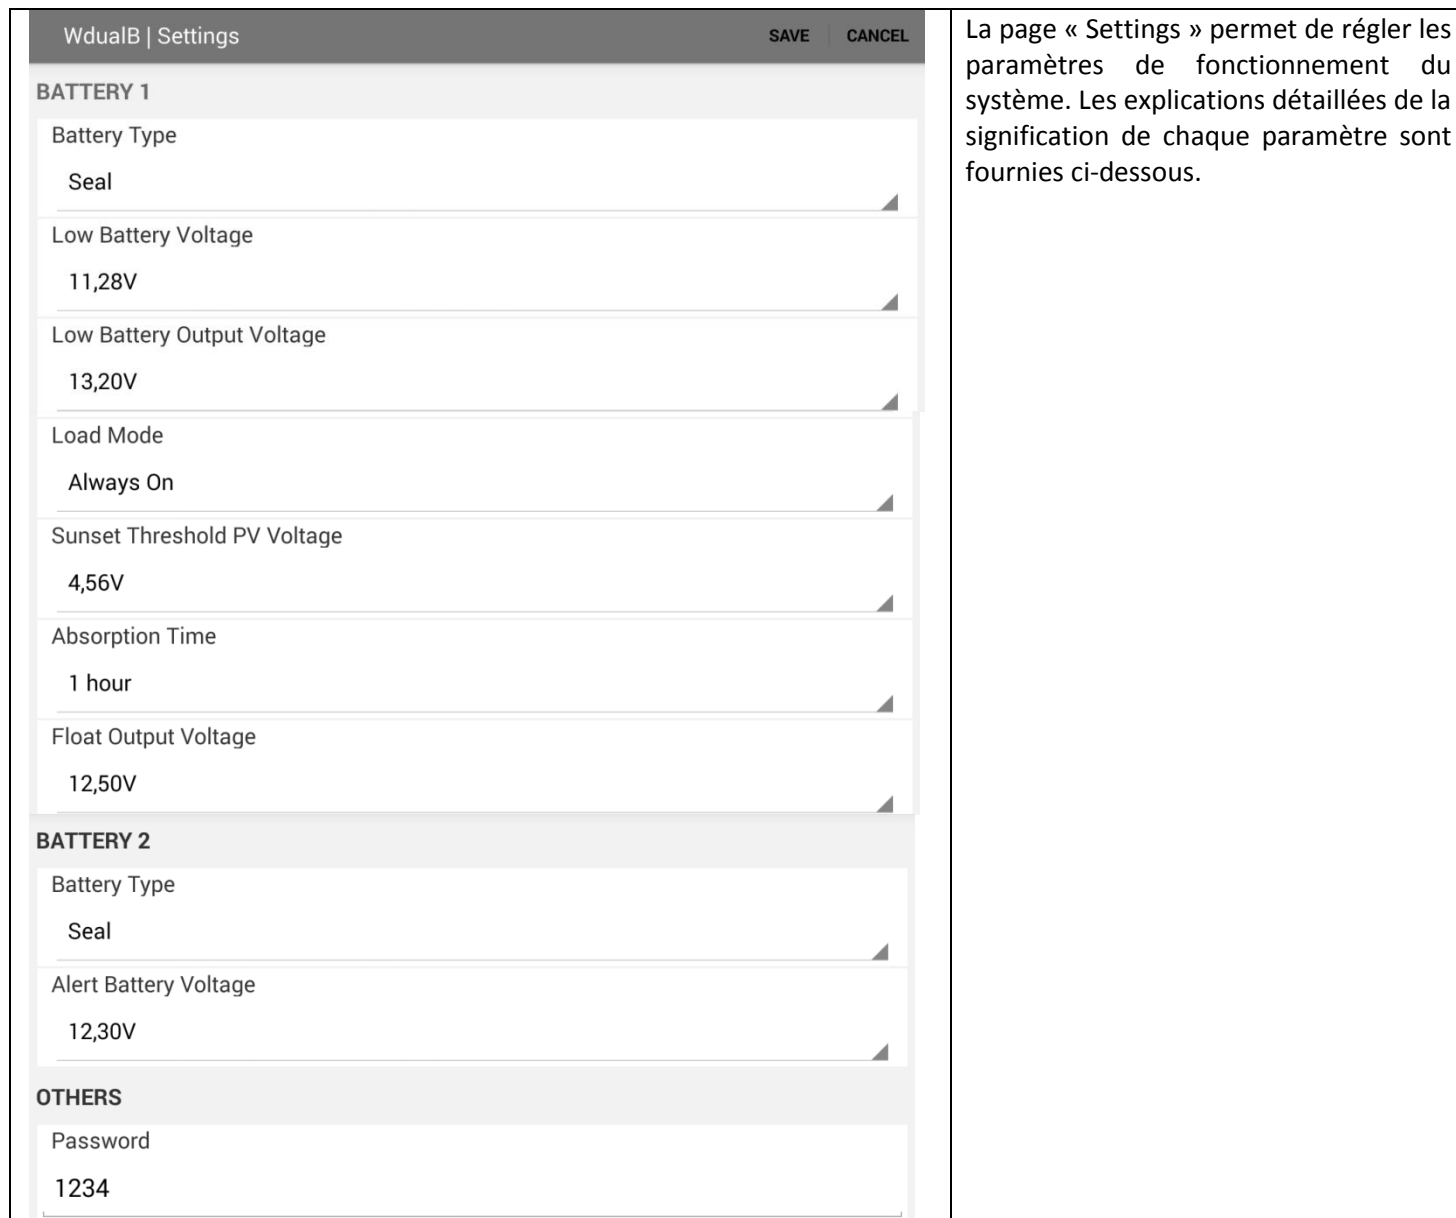 WdualB | Settings
SAVE CANCEL
BATTERY 1
Battery Type
Seal
Low Battery Voltage
11,28V
Low Battery Output Voltage
13,20V
Load Mode
Always On
Sunset Threshold PV Voltage
4,56V
Absorption Time
1 hour
Float Output Voltage
12,50V
BATTERY 2
Battery Type
Seal
Alert Battery Voltage
12,30V
OTHERS
Password
1234
La page « Settings » permet de régler les
paramètres de fonctionnement du
système. Les explications détaillées de la
signification de chaque paramètre sont
fournies ci-dessous.